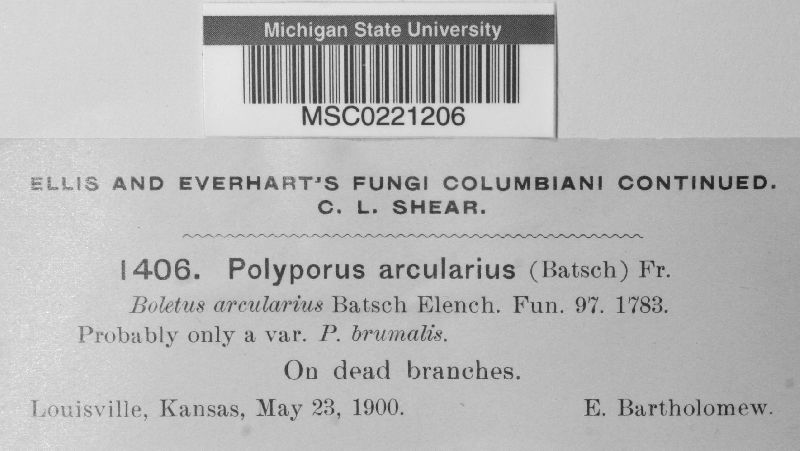 Michigan State University
MSC0221206
ELLIS AND EVERHART'S FUNGI COLUMBIANI CONTINUED.
C. L. SHEAR.
1406. Polyporus arcularius (Batsch) Fr.
Boletus arcularius Batsch Elench. Fun. 97. 1783.
Probably only a var. P. brumalis.
On dead branches.
Louisville, Kansas, May 23, 1900. E. Bartholomew.